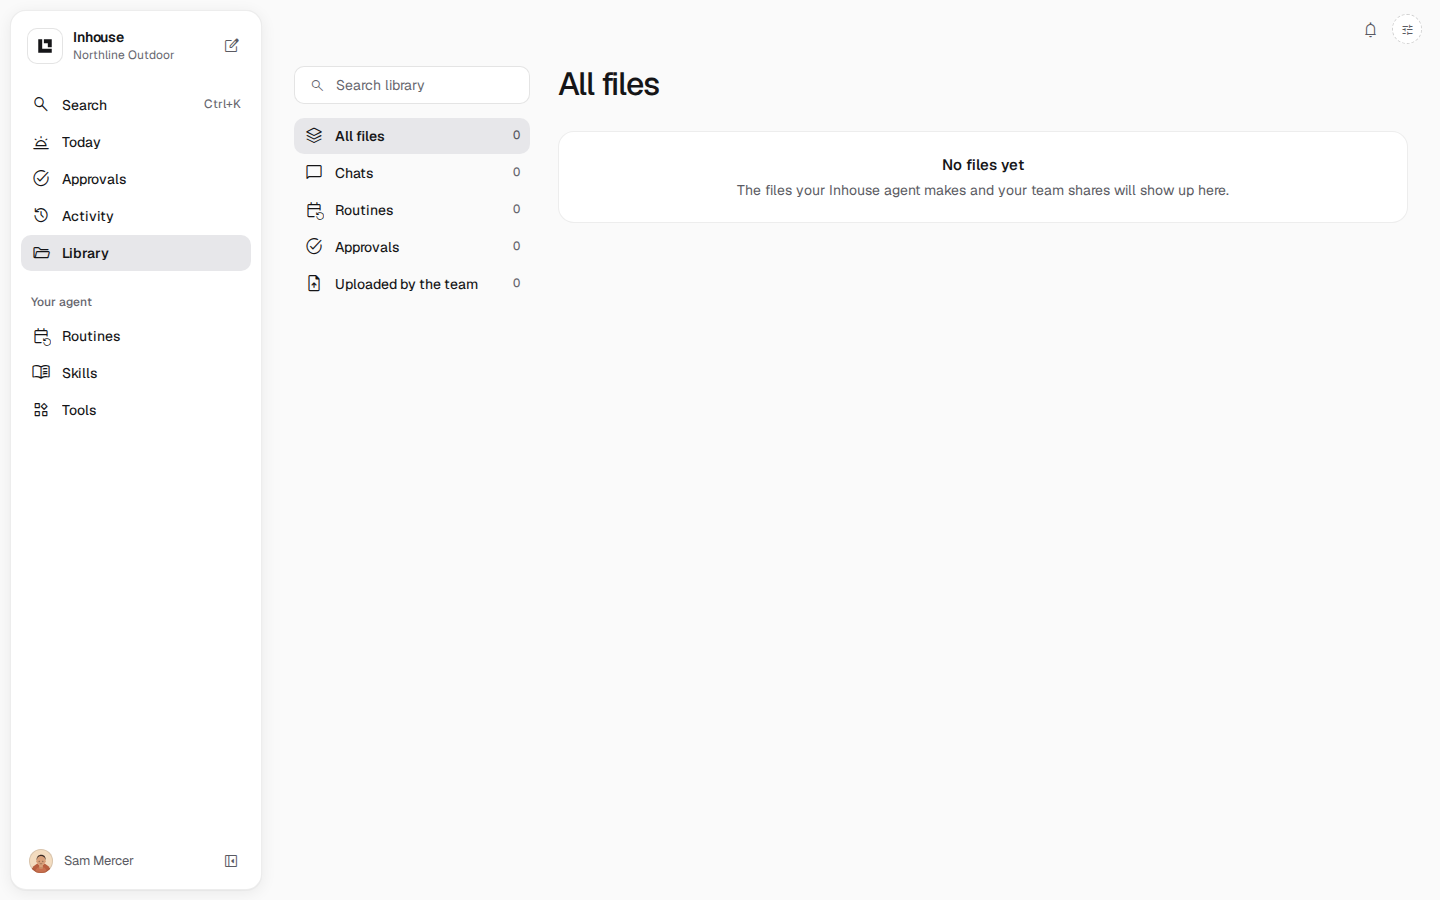 Inhouse
Northline Outdoor
Search Ctrl+K
Today
Approvals
Activity
Library
Your agent
Routines
Skills
Tools
Sam Mercer
Search library
All files 0
Chats 0
Routines 0
Approvals 0
Uploaded by the team 0
All files
No files yet
The files your Inhouse agent makes and your team shares will show up here.